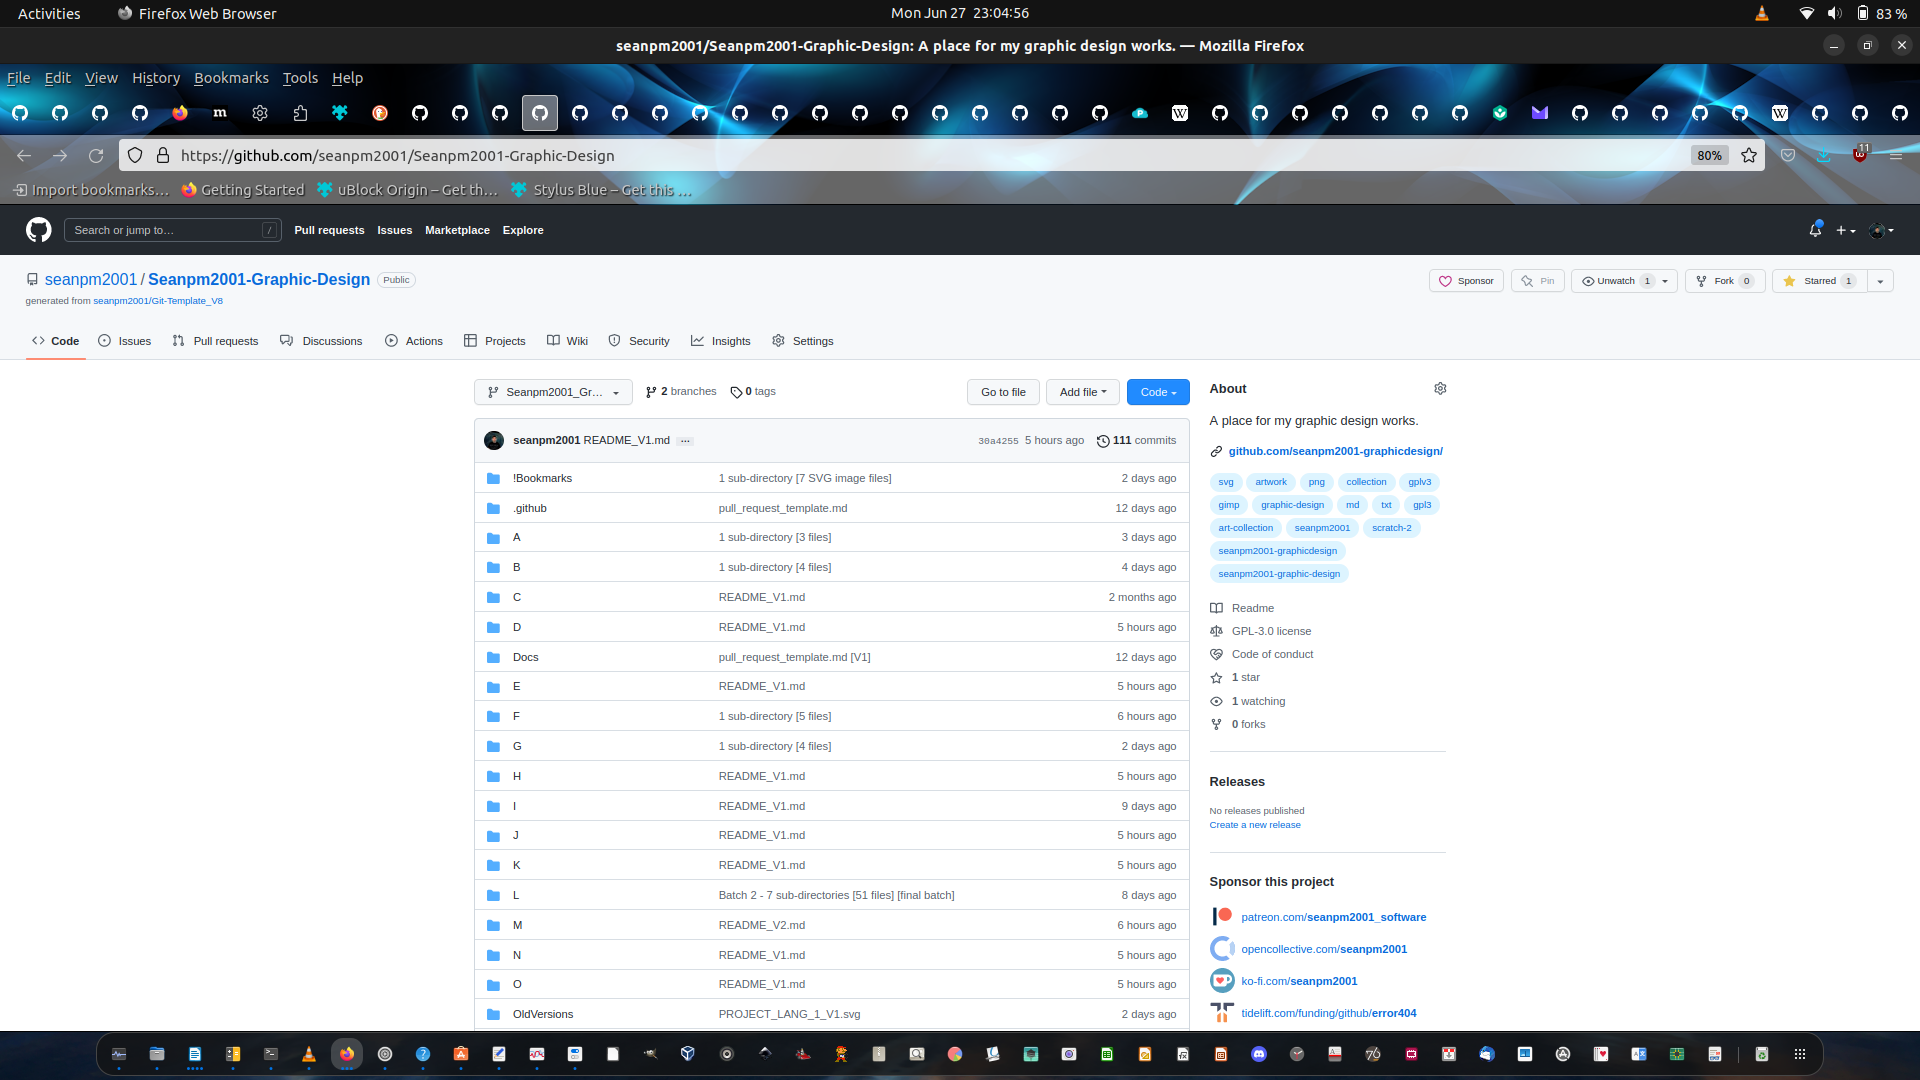 Activities
Firefox Web Browser
Mon Jun 27 23:04:56
83 %
seanpm2001/Seanpm2001-Graphic-Design: A place for my graphic design works. — Mozilla Firefox
File Edit View History Bookmarks Tools Help
https://github.com/seanpm2001/Seanpm2001-Graphic-Design
80%
11
Import bookmarks… Getting Started uBlock Origin – Get th… Stylus Blue – Get this …
Search or jump to… /
Pull requests Issues Marketplace Explore
seanpm2001 / Seanpm2001-Graphic-Design Public
Sponsor Pin Unwatch 1 Fork 0 Starred 1
generated from seanpm2001/Git-Template_V8
Code Issues Pull requests Discussions Actions Projects Wiki Security Insights Settings
Seanpm2001_Gr… 2 branches 0 tags Go to file Add file Code
seanpm2001 README_V1.md … 30a4255 5 hours ago 111 commits
!Bookmarks 1 sub-directory [7 SVG image files] 2 days ago
.github pull_request_template.md 12 days ago
A 1 sub-directory [3 files] 3 days ago
B 1 sub-directory [4 files] 4 days ago
C README_V1.md 2 months ago
D README_V1.md 5 hours ago
Docs pull_request_template.md [V1] 12 days ago
E README_V1.md 5 hours ago
F 1 sub-directory [5 files] 6 hours ago
G 1 sub-directory [4 files] 2 days ago
H README_V1.md 5 hours ago
I README_V1.md 9 days ago
J README_V1.md 5 hours ago
K README_V1.md 5 hours ago
L Batch 2 - 7 sub-directories [51 files] [final batch] 8 days ago
M README_V2.md 6 hours ago
N README_V1.md 5 hours ago
O README_V1.md 5 hours ago
OldVersions PROJECT_LANG_1_V1.svg 2 days ago
About
A place for my graphic design works.
github.com/seanpm2001-graphicdesign/
svg artwork png collection gplv3
gimp graphic-design md txt gpl3
art-collection seanpm2001 scratch-2
seanpm2001-graphicdesign
seanpm2001-graphic-design
Readme
GPL-3.0 license
Code of conduct
1 star
1 watching
0 forks
Releases
No releases published
Create a new release
Sponsor this project
patreon.com/seanpm2001_software
opencollective.com/seanpm2001
ko-fi.com/seanpm2001
tidelift.com/funding/github/error404